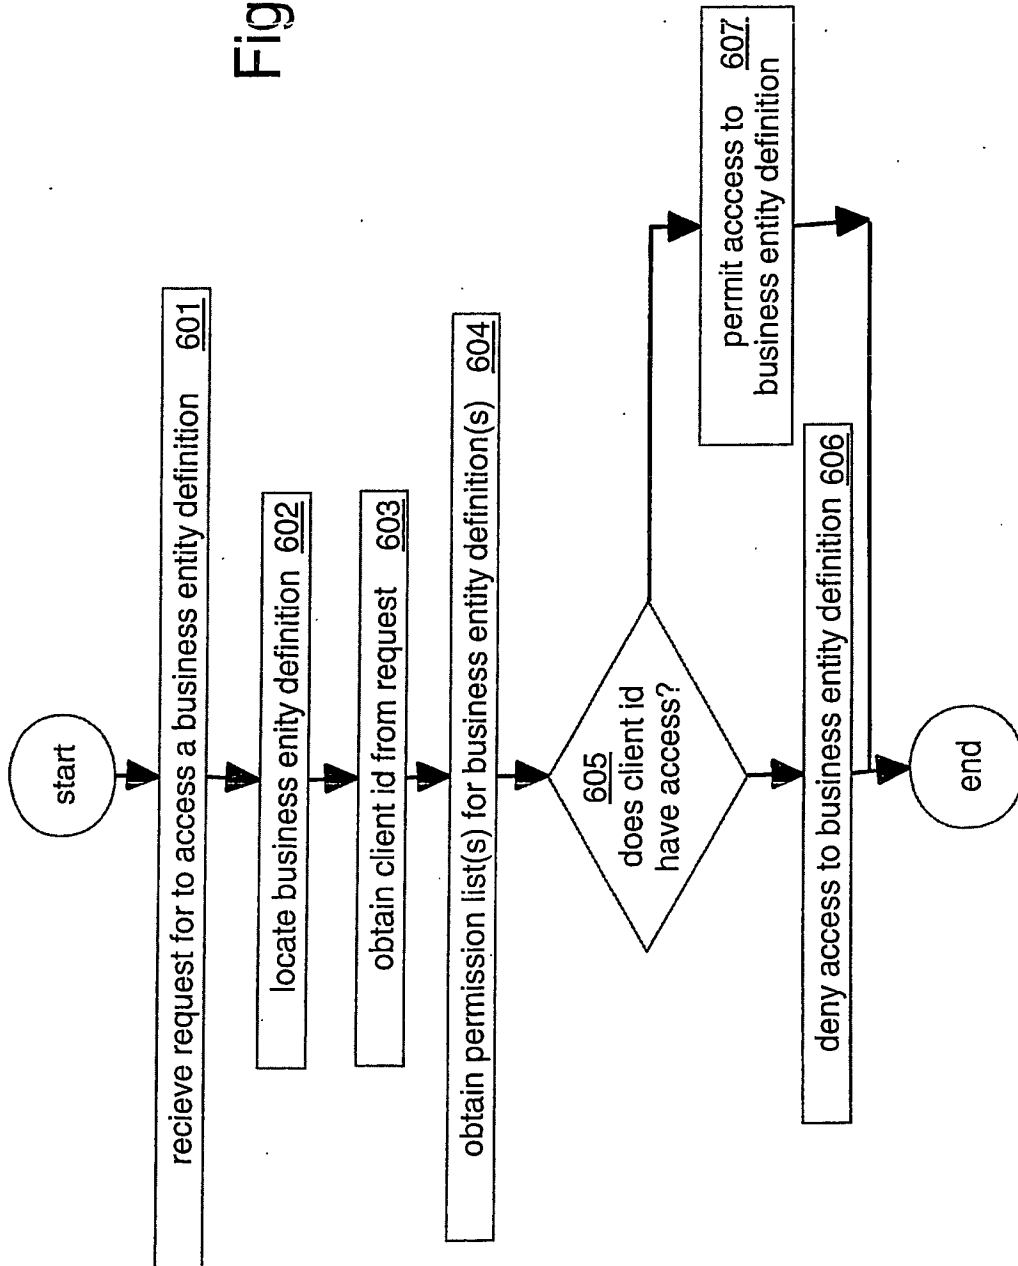 Fig
start
recieve request for to access a business entity definition 601
locate business enity definition 602
obtain client id from request 603
obtain permission list(s) for business entity definition(s) 604
605
does client id
have access?
permit acccess to 607
business entity definition
deny access to business entity definition 606
end